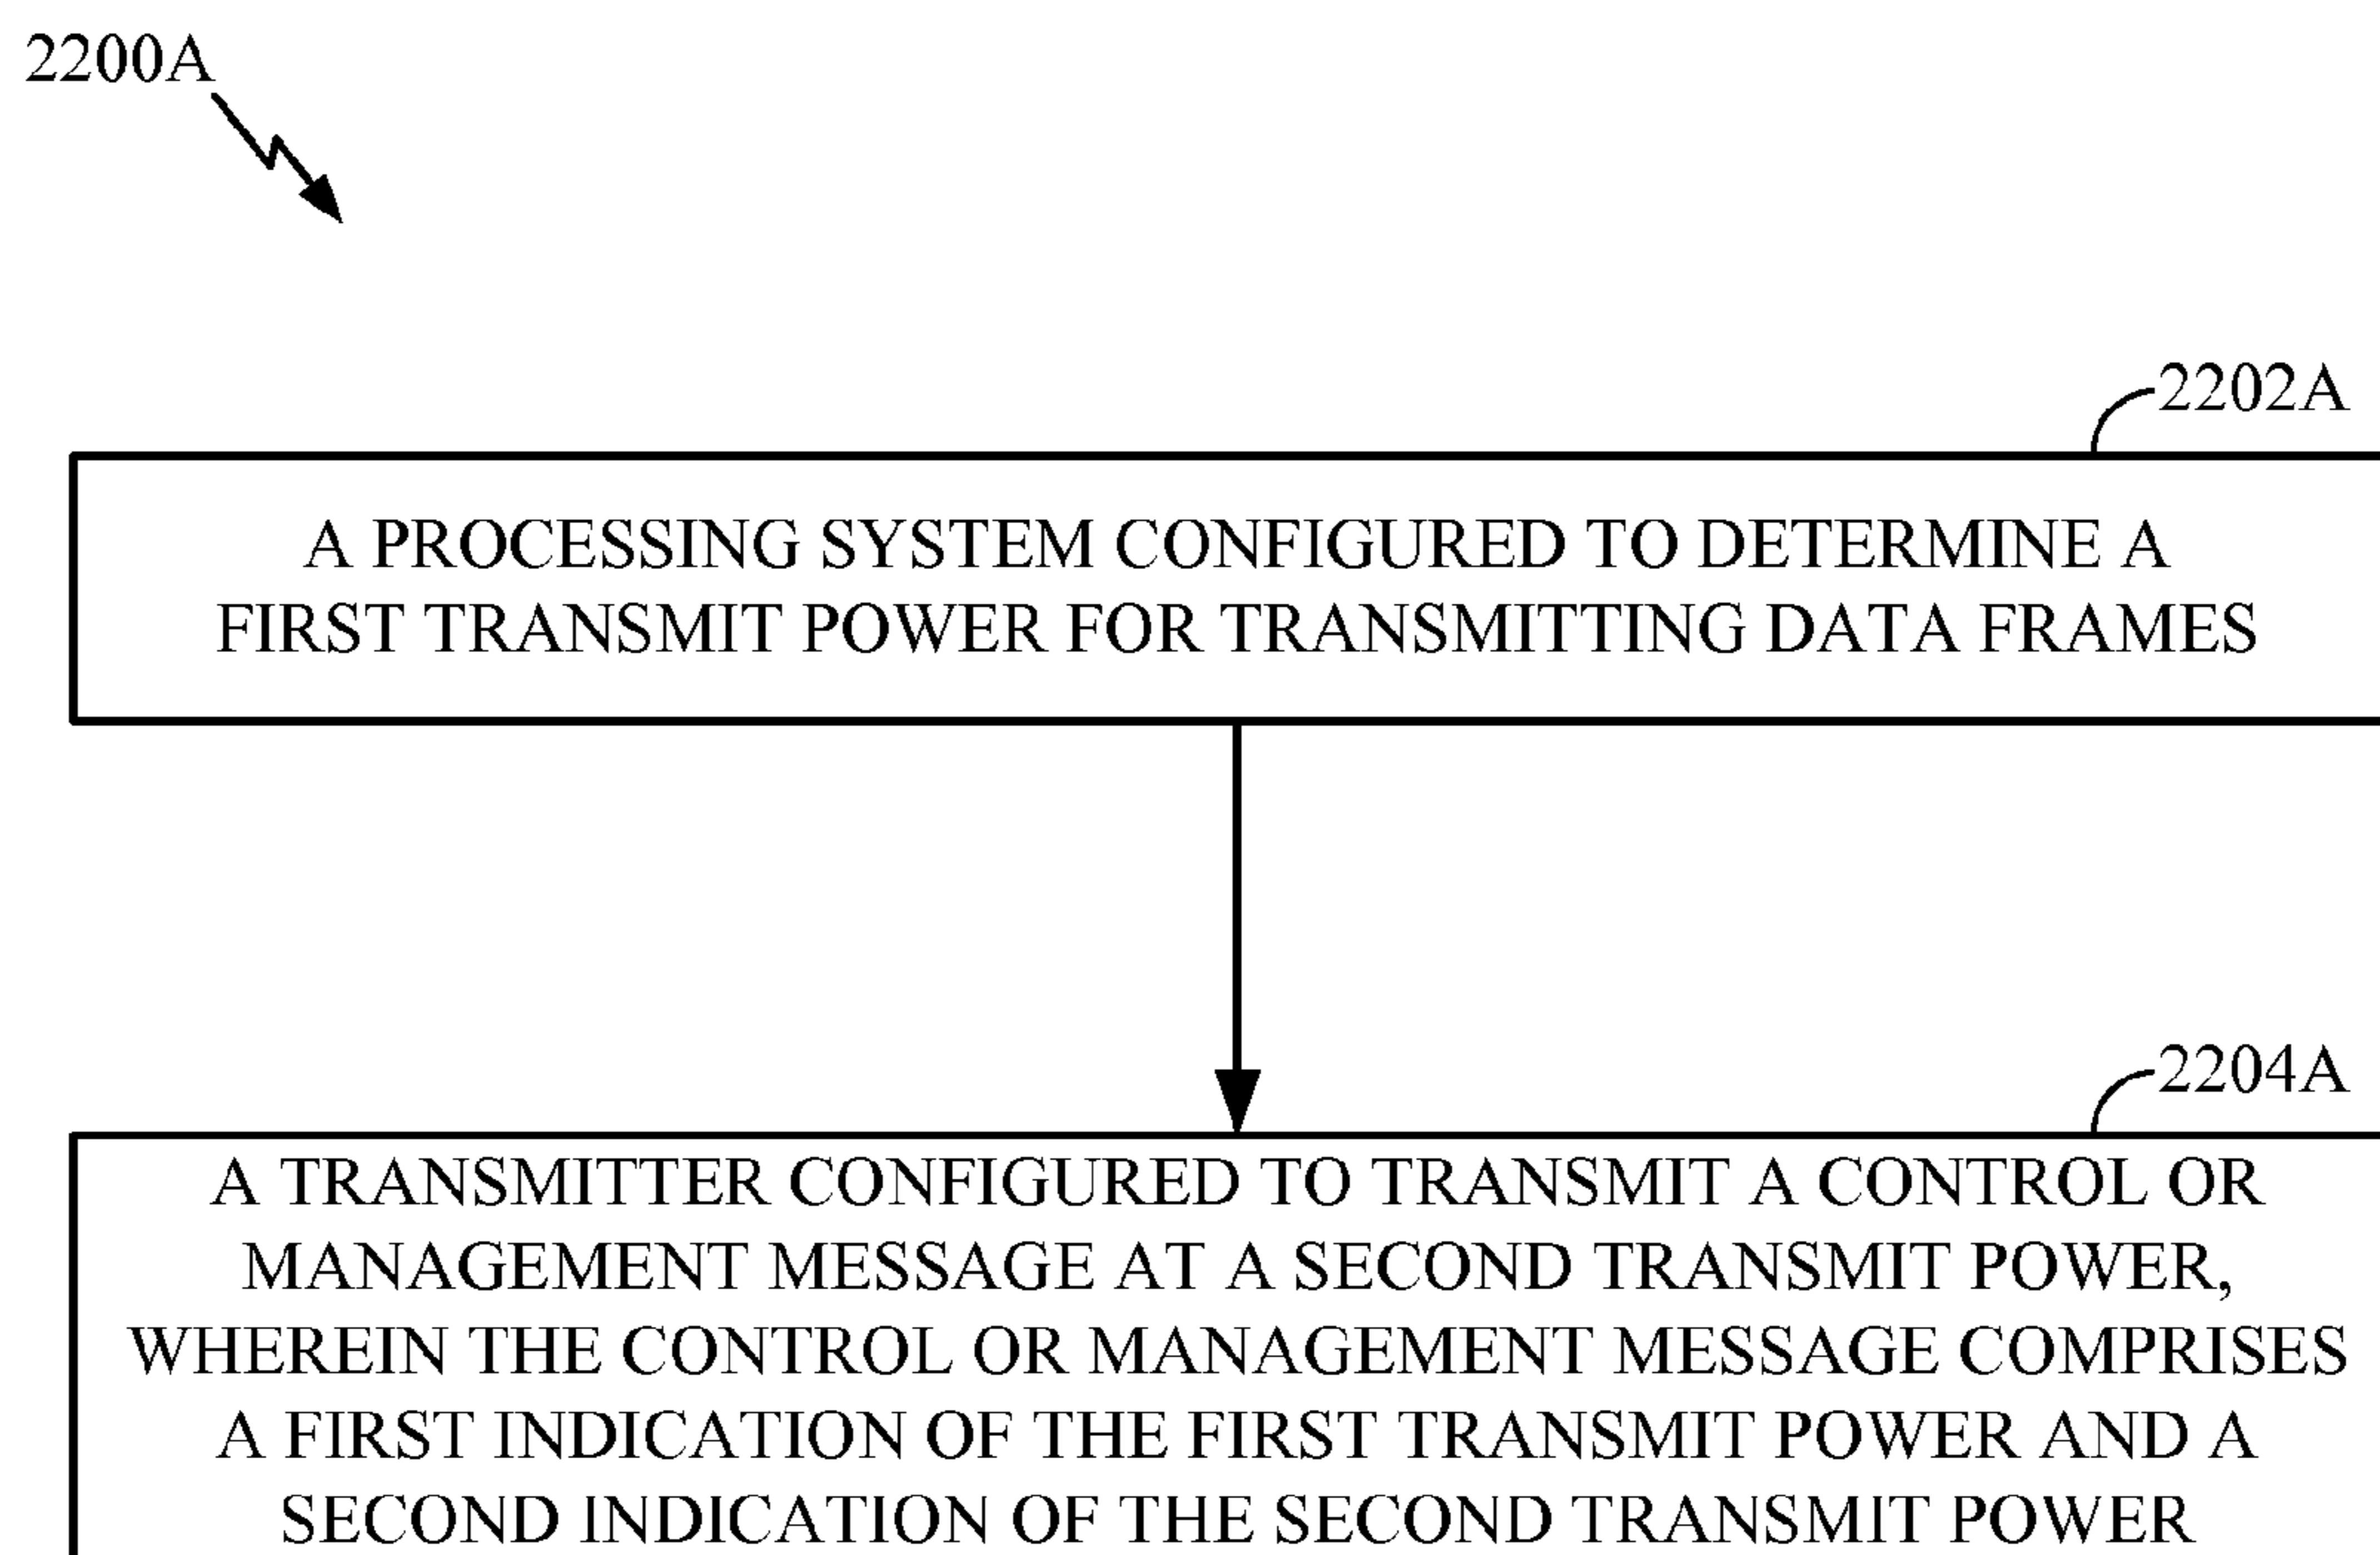 2200A
2202A
A PROCESSING SYSTEM CONFIGURED TO DETERMINE A
FIRST TRANSMIT POWER FOR TRANSMITTING DATA FRAMES
2204A
A TRANSMITTER CONFIGURED TO TRANSMIT A CONTROL OR
MANAGEMENT MESSAGE AT A SECOND TRANSMIT POWER,
WHEREIN THE CONTROL OR MANAGEMENT MESSAGE COMPRISES
A FIRST INDICATION OF THE FIRST TRANSMIT POWER AND A
SECOND INDICATION OF THE SECOND TRANSMIT POWER